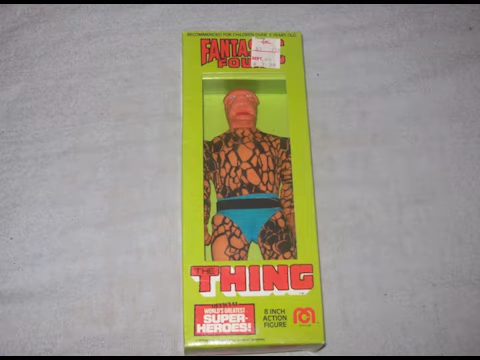 RECOMMENDED FOR CHILDREN OVER 3 YEARS OLD
FANTASTIC
FOUR
THE
THING
OFFICIAL
WORLD'S GREATEST
SUPER-
HEROES!
8 INCH
ACTION
FIGURE